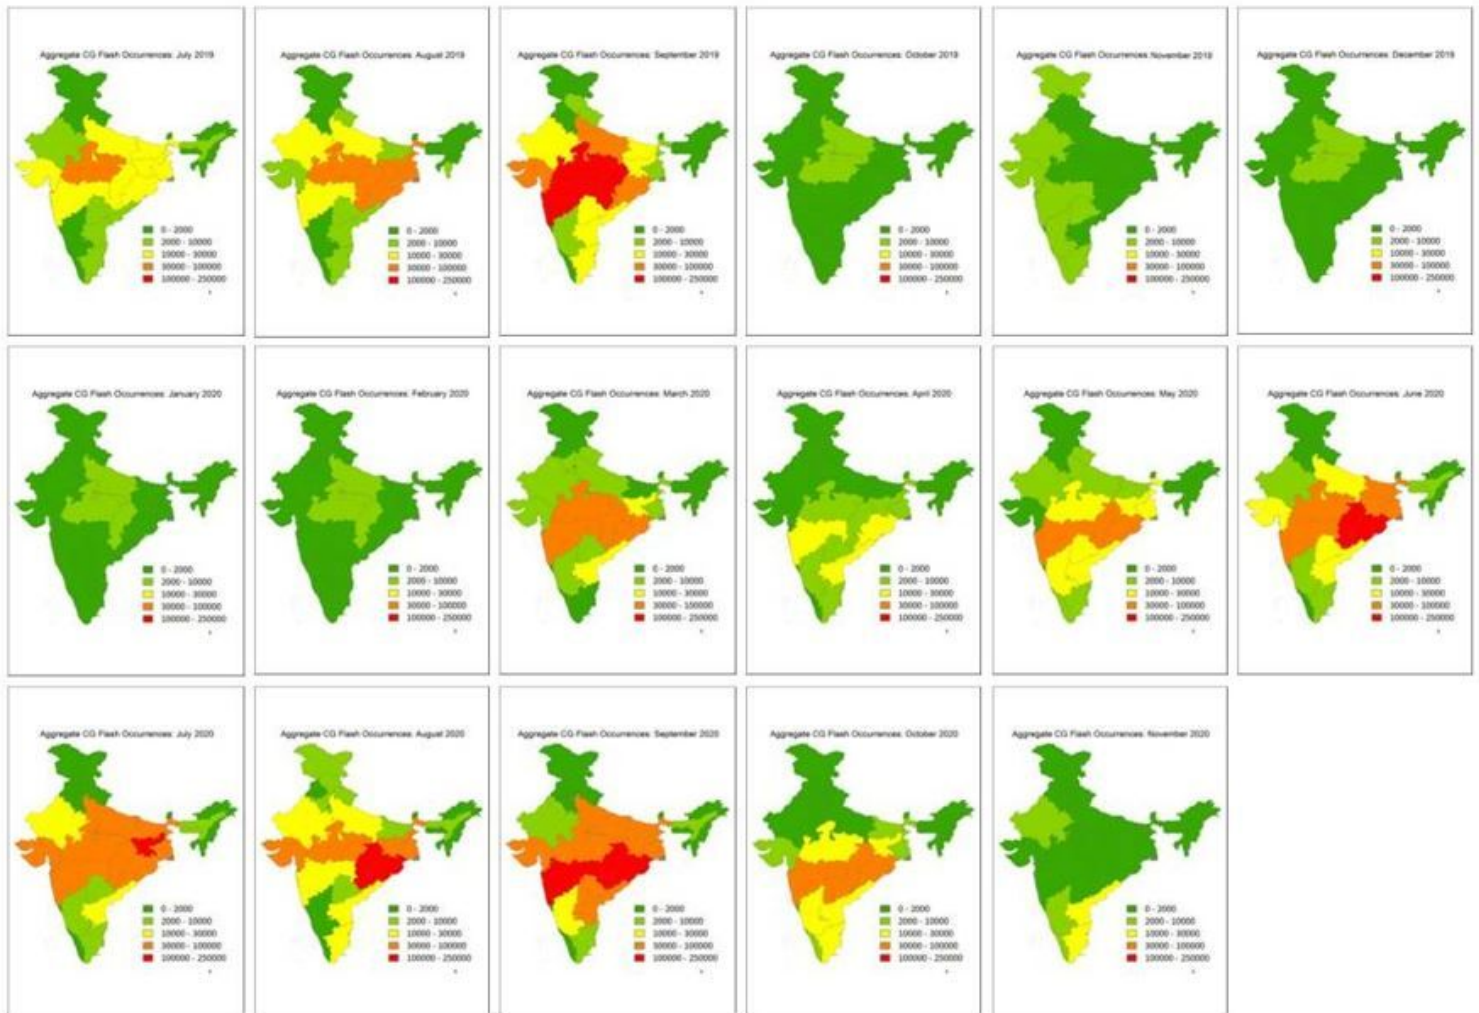 Aggregate CG Flash Occurrences: July 2019
0 - 2000
2000 - 10000
10000 - 30000
30000 - 100000
100000 - 250000
Aggregate CG Flash Occurrences: August 2019
0 - 2000
2000 - 10000
10000 - 30000
30000 - 100000
100000 - 250000
Aggregate CG Flash Occurrences: September 2019
0 - 2000
2000 - 10000
10000 - 30000
30000 - 100000
100000 - 250000
Aggregate CG Flash Occurrences: October 2019
0 - 2000
2000 - 10000
10000 - 30000
30000 - 100000
100000 - 250000
Aggregate CG Flash Occurrences: November 2019
0 - 2000
2000 - 10000
10000 - 30000
30000 - 100000
100000 - 250000
Aggregate CG Flash Occurrences: December 2019
0 - 2000
2000 - 10000
10000 - 30000
30000 - 100000
100000 - 250000
Aggregate CG Flash Occurrences: January 2020
0 - 2000
2000 - 10000
10000 - 30000
30000 - 100000
100000 - 250000
Aggregate CG Flash Occurrences: February 2020
0 - 2000
2000 - 10000
10000 - 30000
30000 - 100000
100000 - 250000
Aggregate CG Flash Occurrences: March 2020
0 - 2000
2000 - 10000
10000 - 30000
30000 - 100000
100000 - 250000
Aggregate CG Flash Occurrences: April 2020
0 - 2000
2000 - 10000
10000 - 30000
30000 - 100000
100000 - 250000
Aggregate CG Flash Occurrences: May 2020
0 - 2000
2000 - 10000
10000 - 30000
30000 - 100000
100000 - 250000
Aggregate CG Flash Occurrences: June 2020
0 - 2000
2000 - 10000
10000 - 30000
30000 - 100000
100000 - 250000
Aggregate CG Flash Occurrences: July 2020
0 - 2000
2000 - 10000
10000 - 30000
30000 - 100000
100000 - 250000
Aggregate CG Flash Occurrences: August 2020
0 - 2000
2000 - 10000
10000 - 30000
30000 - 100000
100000 - 250000
Aggregate CG Flash Occurrences: September 2020
0 - 2000
2000 - 10000
10000 - 30000
30000 - 100000
100000 - 250000
Aggregate CG Flash Occurrences: October 2020
0 - 2000
2000 - 10000
10000 - 30000
30000 - 100000
100000 - 250000
Aggregate CG Flash Occurrences: November 2020
0 - 2000
2000 - 10000
10000 - 30000
30000 - 100000
100000 - 250000